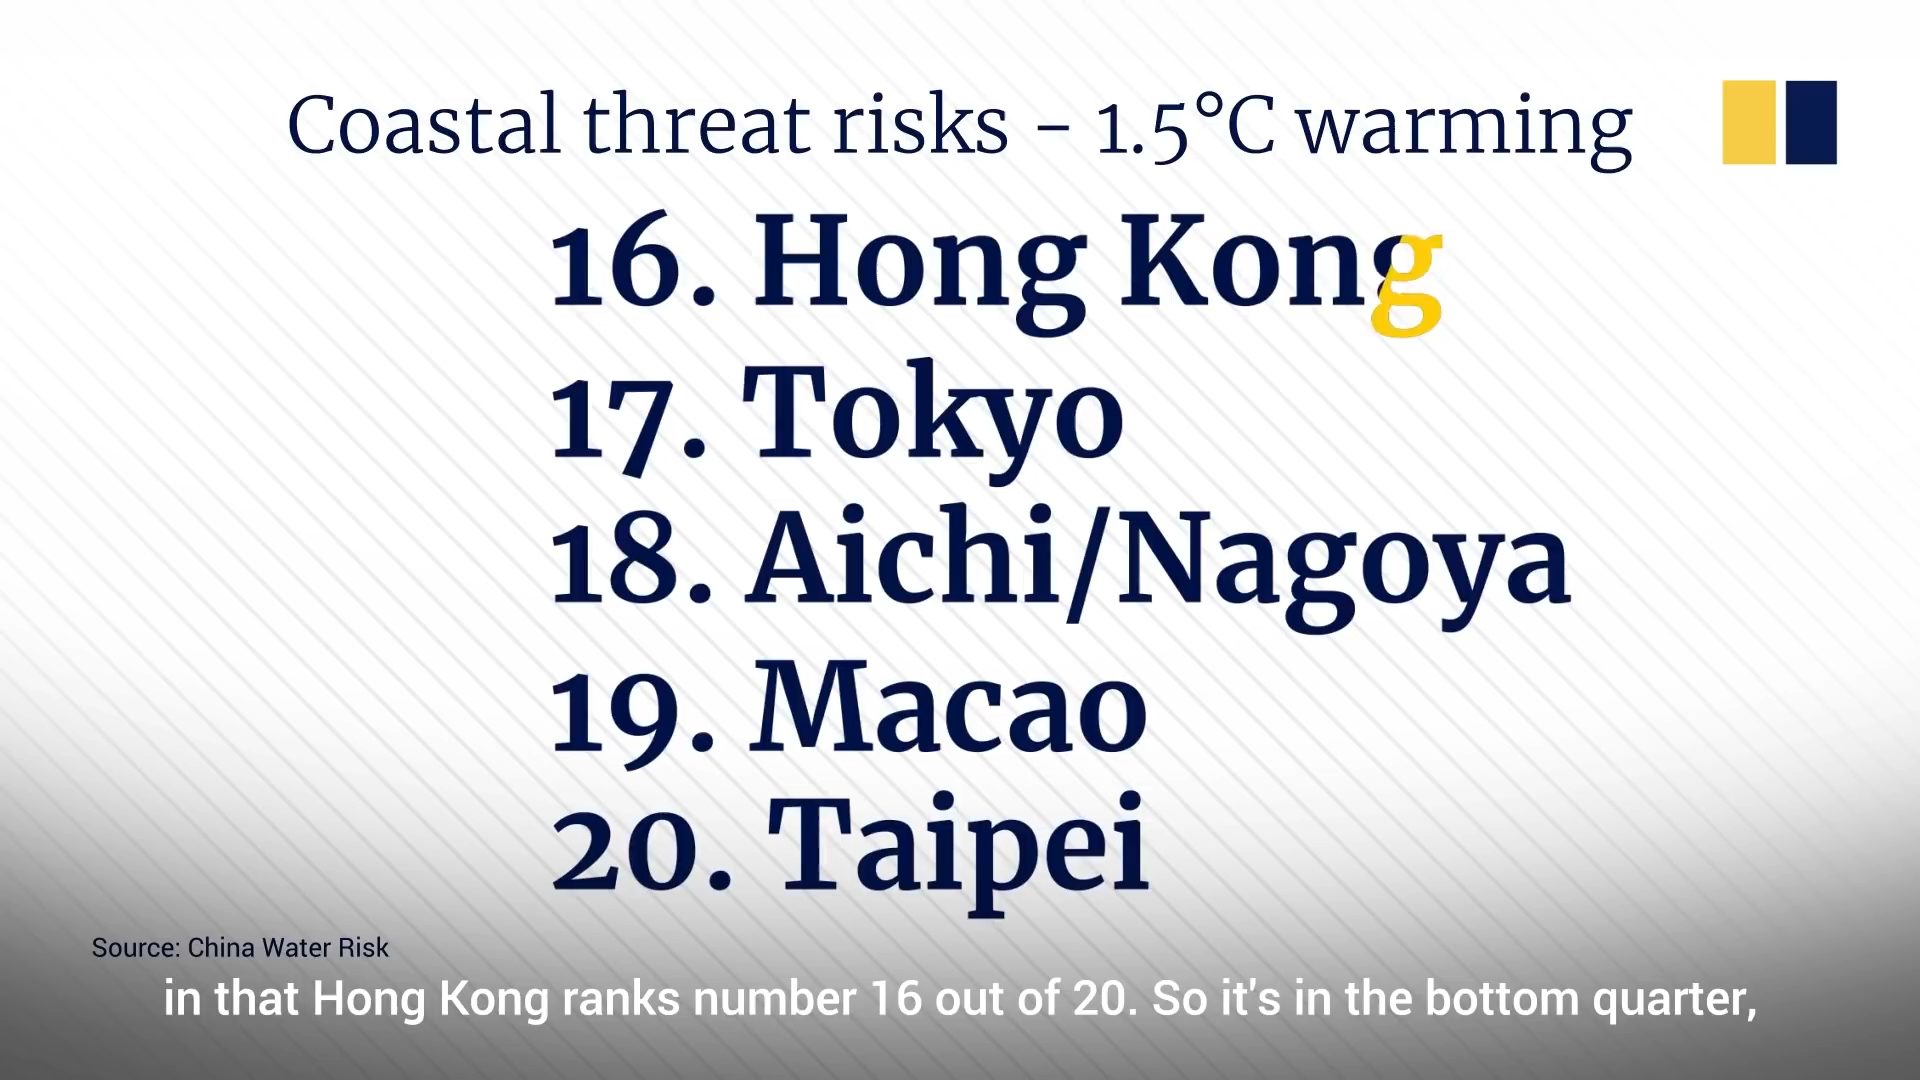 Coastal threat risks – 1.5°C warming
16. Hong Kong
17. Tokyo
18. Aichi/Nagoya
19. Macao
20. Taipei
Source: China Water Risk
in that Hong Kong ranks number 16 out of 20. So it's in the bottom quarter,